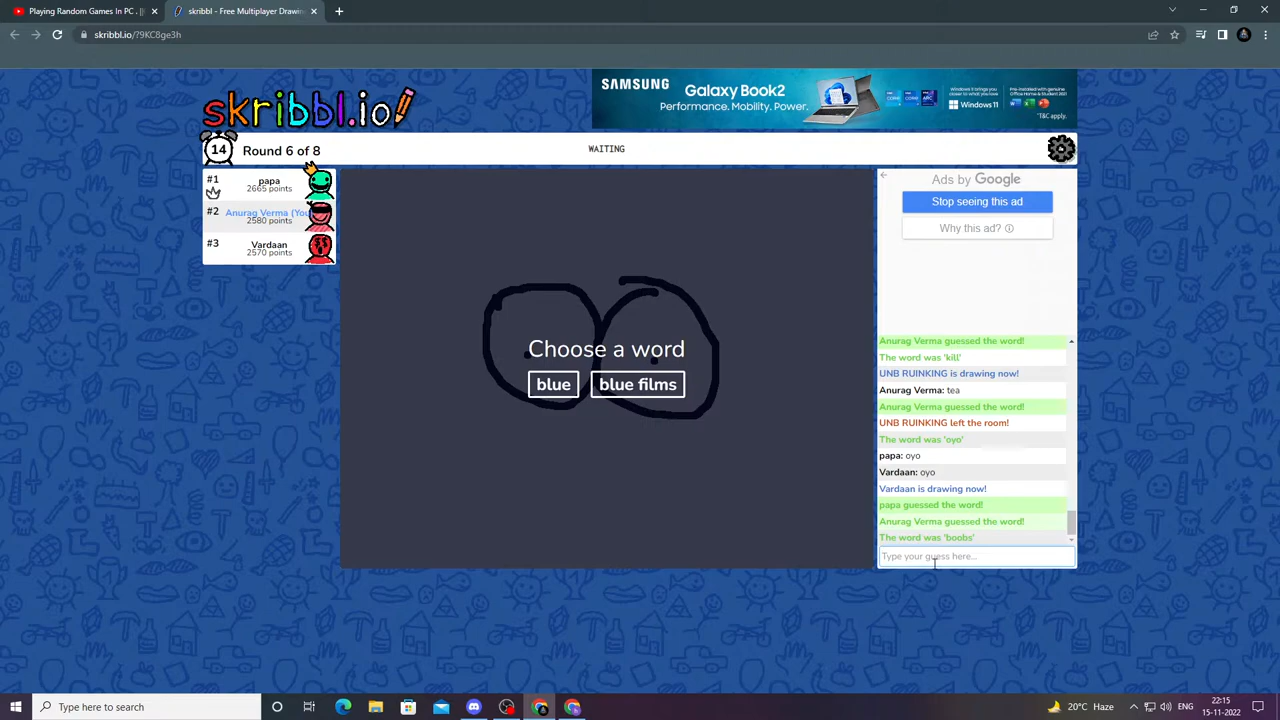 Playing Random Games In PC . [
skribbl - Free Multiplayer Drawin
skribbl.io/?9KC8ge3h
skribbl.io
SAMSUNG
Galaxy Book2
Performance. Mobility. Power.
Windows 11
*T&C apply.
14
Round 6 of 8
WAITING
#1
papa
2665 points
#2
Anurag Verma (You
2580 points
#3
Vardaan
2570 points
Choose a word
blue
blue films
Ads by Google
Stop seeing this ad
Why this ad?
Anurag Verma guessed the word!
The word was 'kill'
UNB RUINKING is drawing now!
Anurag Verma: tea
Anurag Verma guessed the word!
UNB RUINKING left the room!
The word was 'oyo'
papa: oyo
Vardaan: oyo
Vardaan is drawing now!
papa guessed the word!
Anurag Verma guessed the word!
The word was 'boobs'
Type your guess here...
Type here to search
20°C Haze
ENG
22:15
15-11-2022